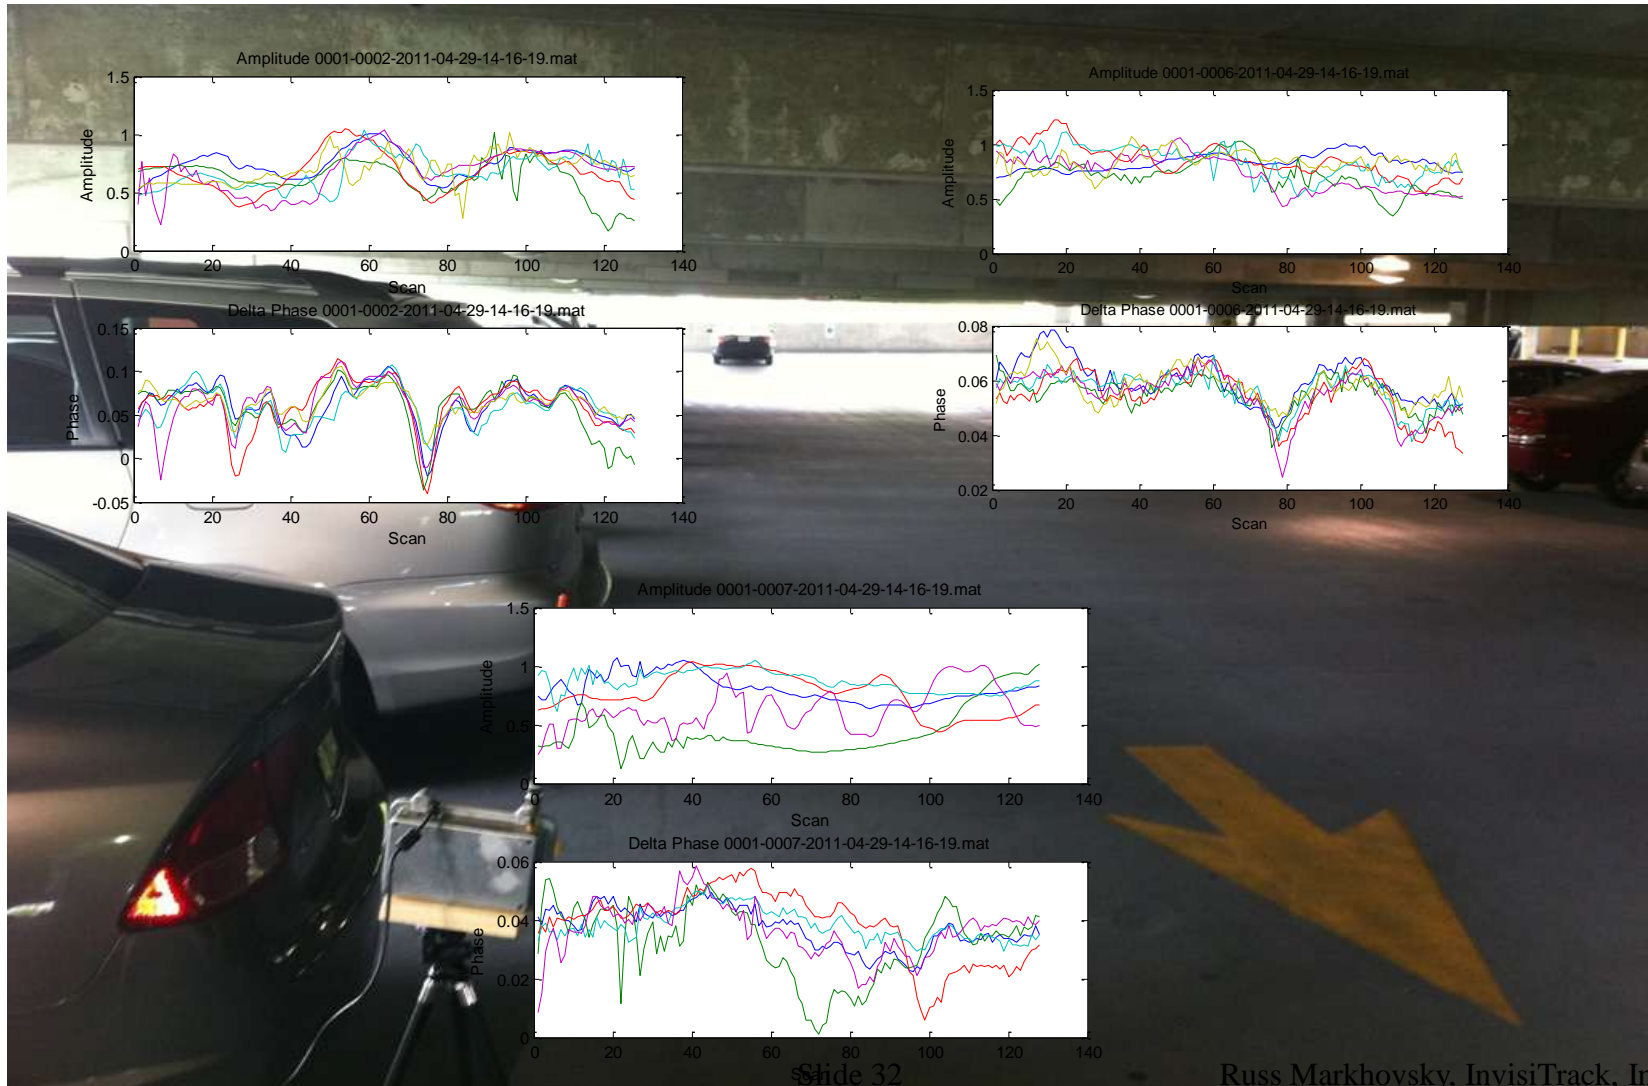 Amplitude 0001-0002-2011-04-29-14-16-19.mat
1.5
1
0.5
0
Amplitude
0 20 40 60 80 100 120 140
Scan
Delta Phase 0001-0002-2011-04-29-14-16-19.mat
0.15
0.1
0.05
0
-0.05
Phase
0 20 40 60 80 100 120 140
Scan
Amplitude 0001-0006-2011-04-29-14-16-19.mat
1.5
1
0.5
0
Amplitude
0 20 40 60 80 100 120 140
Scan
Delta Phase 0001-0006-2011-04-29-14-16-19.mat
0.08
0.06
0.04
0.02
Phase
0 20 40 60 80 100 120 140
Scan
Amplitude 0001-0007-2011-04-29-14-16-19.mat
1.5
1
0.5
0
Amplitude
0 20 40 60 80 100 120 140
Scan
Delta Phase 0001-0007-2011-04-29-14-16-19.mat
0.06
0.04
0.02
0
Phase
0 20 40 60 80 100 120 140
Scan
Slide 32
Russ Markhovsky, InvisiTrack, In